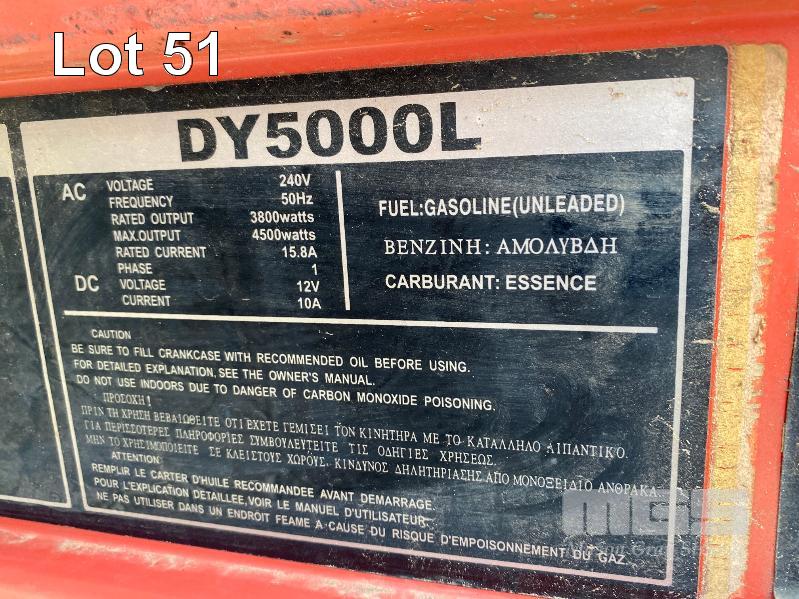 Lot 51
DY5000L
AC VOLTAGE 240V
FREQUENCY 50Hz
RATED OUTPUT 3800watts
MAX.OUTPUT 4500watts
RATED CURRENT 15.8A
PHASE 1
DC VOLTAGE 12V
CURRENT 10A
FUEL:GASOLINE(UNLEADED)
ΒΕΝΖΙΝΗ: ΑΜΟΛΥΒΔΗ
CARBURANT: ESSENCE
CAUTION
BE SURE TO FILL CRANKCASE WITH RECOMMENDED OIL BEFORE USING.
FOR DETAILED EXPLANATION, SEE THE OWNER'S MANUAL.
DO NOT USE INDOORS DUE TO DANGER OF CARBON MONOXIDE POISONING.
ΠΡΟΣΟΧΗ!
ΠΡΙΝ ΤΗ ΧΡΗΣΗ ΒΕΒΑΙΩΘΕΙΤΕ ΟΤΙ ΕΧΕΤΕ ΓΕΜΙΣΕΙ ΤΟΝ ΚΙΝΗΤΗΡΑ ΜΕ ΤΟ ΚΑΤΑΛΛΗΛΟ ΛΙΠΑΝΤΙΚΟ.
ΓΙΑ ΠΕΡΙΣΣΟΤΕΡΕΣ ΠΛΗΡΟΦΟΡΙΕΣ ΣΥΜΒΟΥΛΕΥΤΕΙΤΕ ΤΙΣ ΟΔΗΓΙΕΣ ΧΡΗΣΕΩΣ.
ΜΗΝ ΤΟ ΧΡΗΣΙΜΟΠΟΙΕΙΤΕ ΣΕ ΚΛΕΙΣΤΟΥΣ ΧΩΡΟΥΣ. ΚΙΝΔΥΝΟΣ ΔΗΛΗΤΗΡΙΑΣΗΣ ΑΠΟ ΜΟΝΟΞΕΙΔΙΟ ΑΝΘΡΑΚΑ
ATTENTION:
REMPLIR LE CARTER D'HUILE RECOMMANDEE AVANT DEMARRAGE.
POUR L'EXPLICATION DETAILLEE, VOIR LE MANUEL D'UTILISATEUR.
NE PAS UTILISER DANS UN ENDROIT FEAME A CAUSE DU RISQUE D'EMPOISONNEMENT DU GAZ
MGS